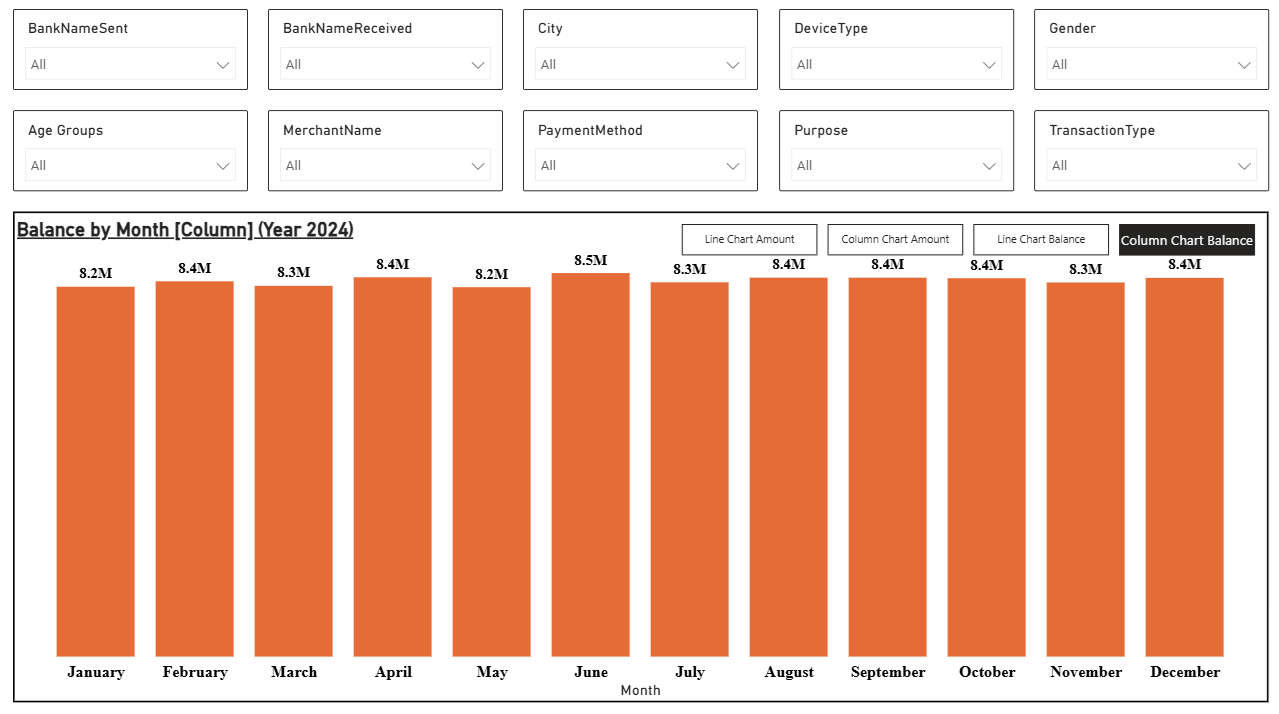 BankNameSent BankNameReceived City DeviceType Gender
All All All All All
Age Groups MerchantName PaymentMethod Purpose TransactionType
All All All All All
Balance by Month [Column] (Year 2024)
Line Chart Amount Column Chart Amount Line Chart Balance Column Chart Balance
8.2M 8.4M 8.3M 8.4M 8.2M 8.5M 8.3M 8.4M 8.4M 8.4M 8.3M 8.4M
January February March April May June July August September October November December
Month